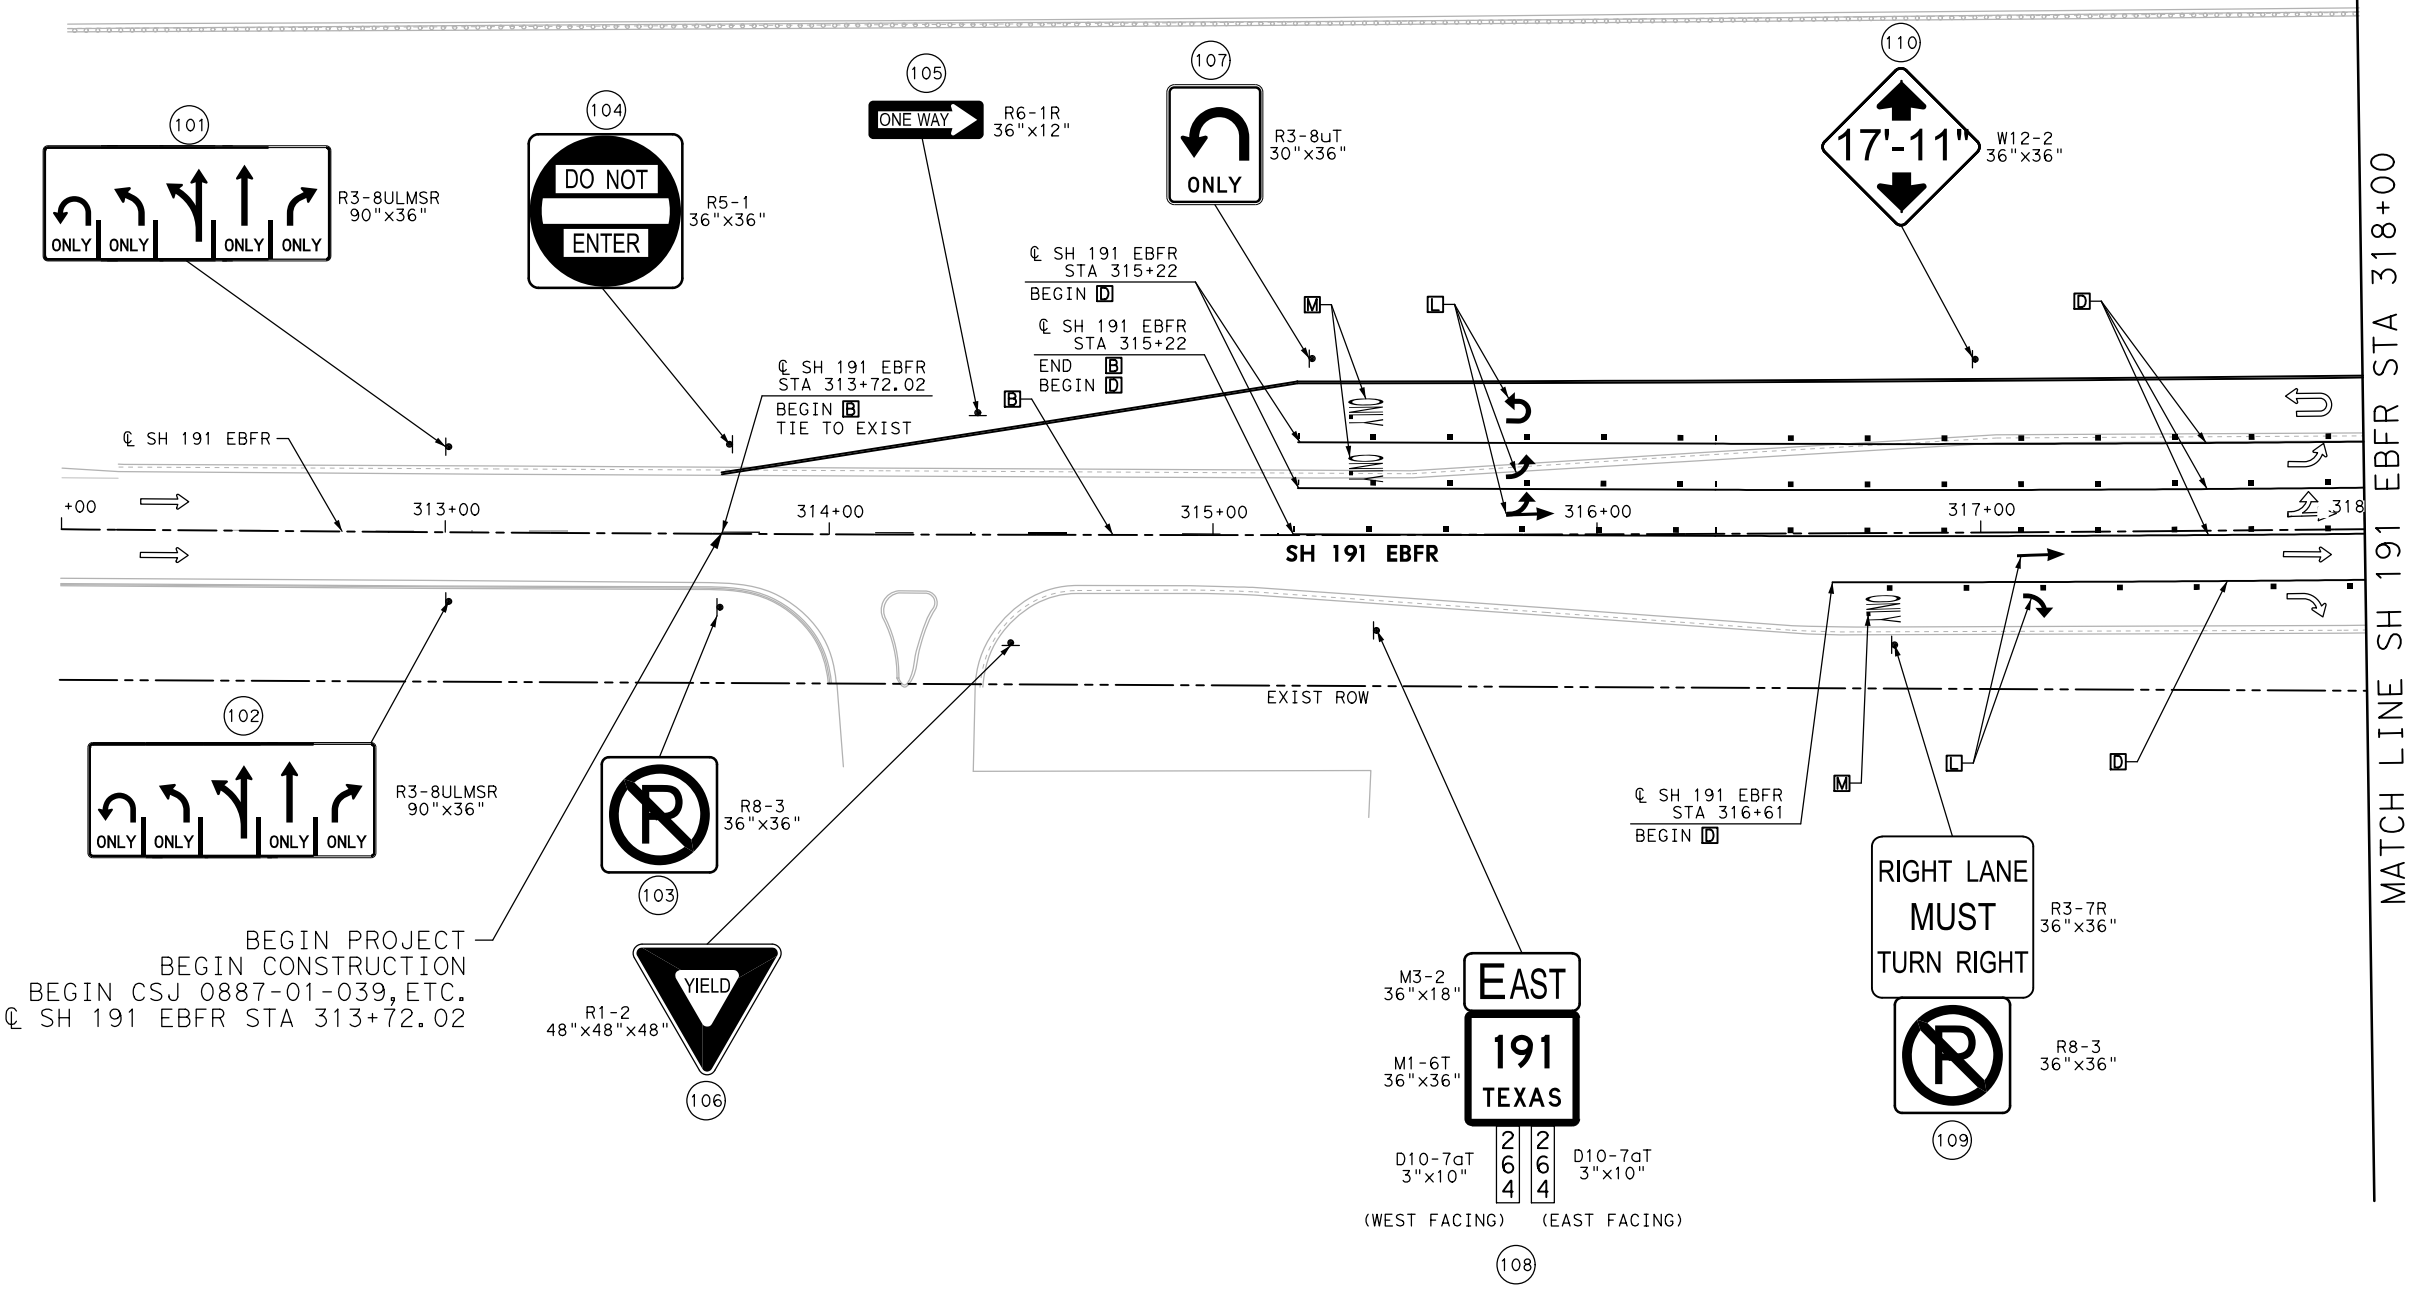 101
ONLY ONLY ONLY ONLY
R3-8ULMSR
90"x36"
104
DO NOT
ENTER
R5-1
36"x36"
105
ONE WAY
R6-1R
36"x12"
107
ONLY
R3-8uT
30"x36"
110
17'-11"
W12-2
36"x36"
℄ SH 191 EBFR
STA 315+22
BEGIN D
℄ SH 191 EBFR
STA 315+22
END B
BEGIN D
℄ SH 191 EBFR
STA 313+72.02
BEGIN B
TIE TO EXIST
B
M
L
D
℄ SH 191 EBFR
ONLY
ONLY
+00
313+00
314+00
315+00
316+00
317+00
318
SH 191 EBFR
ONLY
EXIST ROW
MATCH LINE SH 191 EBFR STA 318+00
102
ONLY ONLY ONLY ONLY
R3-8ULMSR
90"x36"
R8-3
36"x36"
103
P
BEGIN PROJECT
BEGIN CONSTRUCTION
BEGIN CSJ 0887-01-039, ETC.
℄ SH 191 EBFR STA 313+72.02
YIELD
R1-2
48"x48"x48"
106
M3-2
36"x18"
EAST
M1-6T
36"x36"
191
TEXAS
D10-7aT
3"x10"
264
264
D10-7aT
3"x10"
(WEST FACING) (EAST FACING)
108
℄ SH 191 EBFR
STA 316+61
BEGIN D
M
L
D
RIGHT LANE
MUST
TURN RIGHT
R3-7R
36"x36"
P
R8-3
36"x36"
109